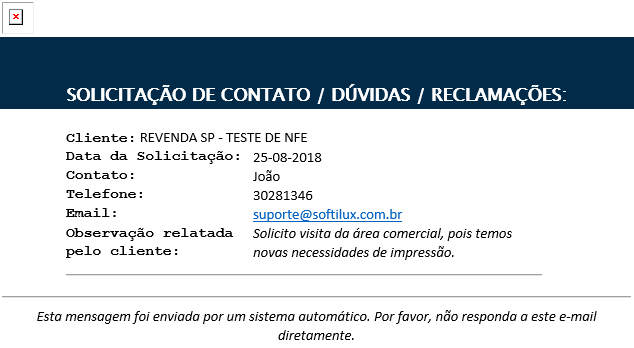 SOLICITAÇÃO DE CONTATO / DÚVIDAS / RECLAMAÇÕES:
Cliente: REVENDA SP - TESTE DE NFE
Data da Solicitação: 25-08-2018
Contato: João
Telefone: 30281346
Email: suporte@softilux.com.br
Observação relatada Solicito visita da área comercial, pois temos
pelo cliente: novas necessidades de impressão.
Esta mensagem foi enviada por um sistema automático. Por favor, não responda a este e-mail
diretamente.